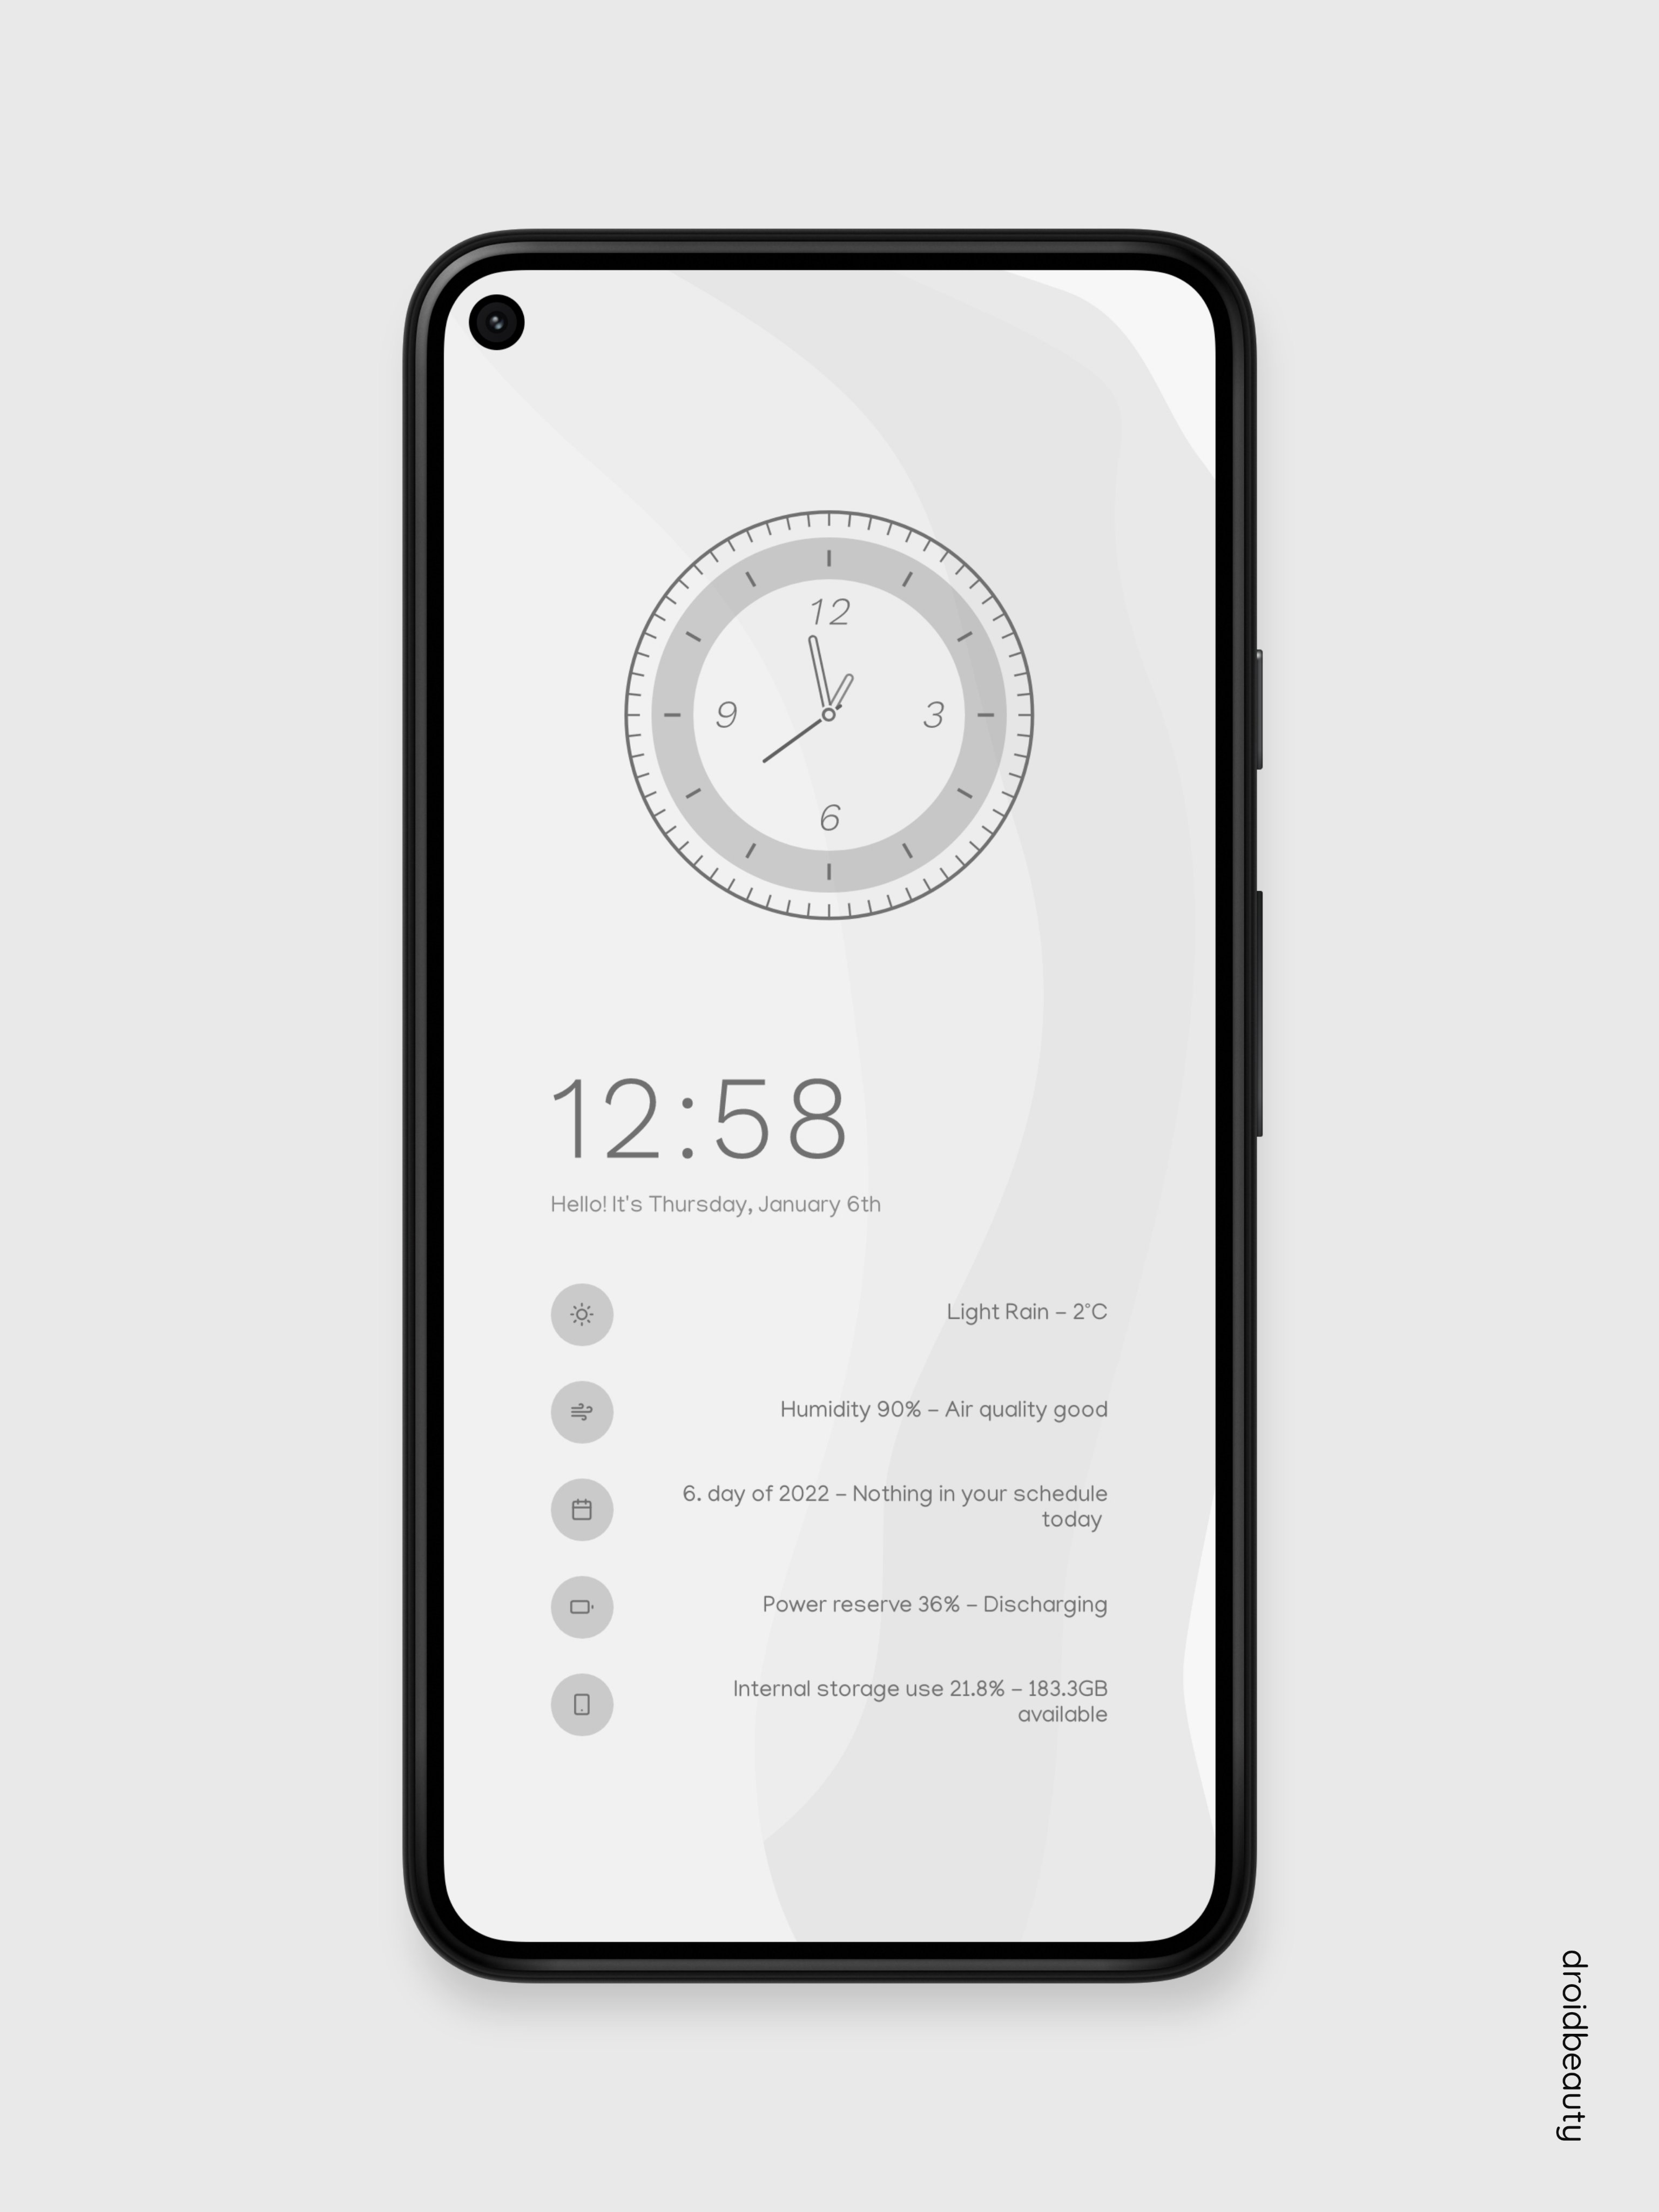 12
9
3
6
12:58
Hello! It's Thursday, January 6th
Light Rain – 2°C
Humidity 90% – Air quality good
6. day of 2022 – Nothing in your schedule
today
Power reserve 36% – Discharging
Internal storage use 21.8% – 183.3GB
available
droidbeauty